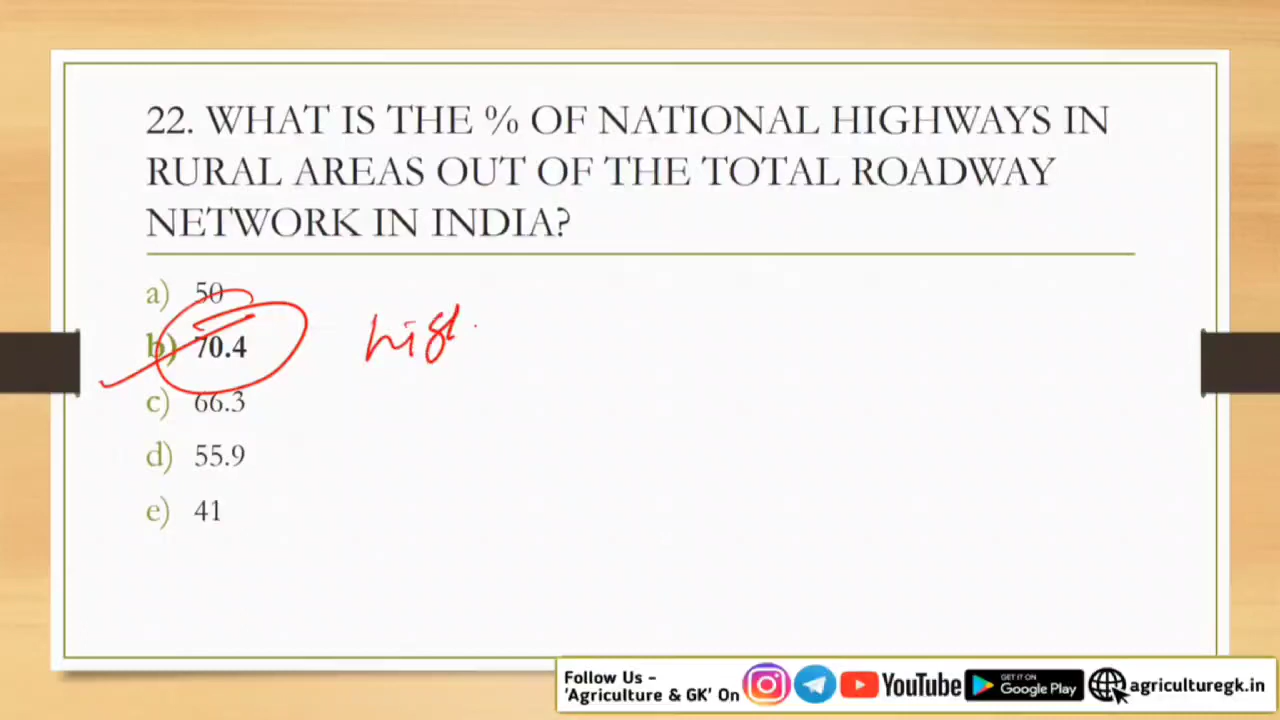 22. WHAT IS THE % OF NATIONAL HIGHWAYS IN
RURAL AREAS OUT OF THE TOTAL ROADWAY
NETWORK IN INDIA?
a) 50
b) 70.4
c) 66.3
d) 55.9
e) 41
high
Follow Us –
'Agriculture & GK' On
YouTube
GET IT ON
Google Play
agriculturegk.in